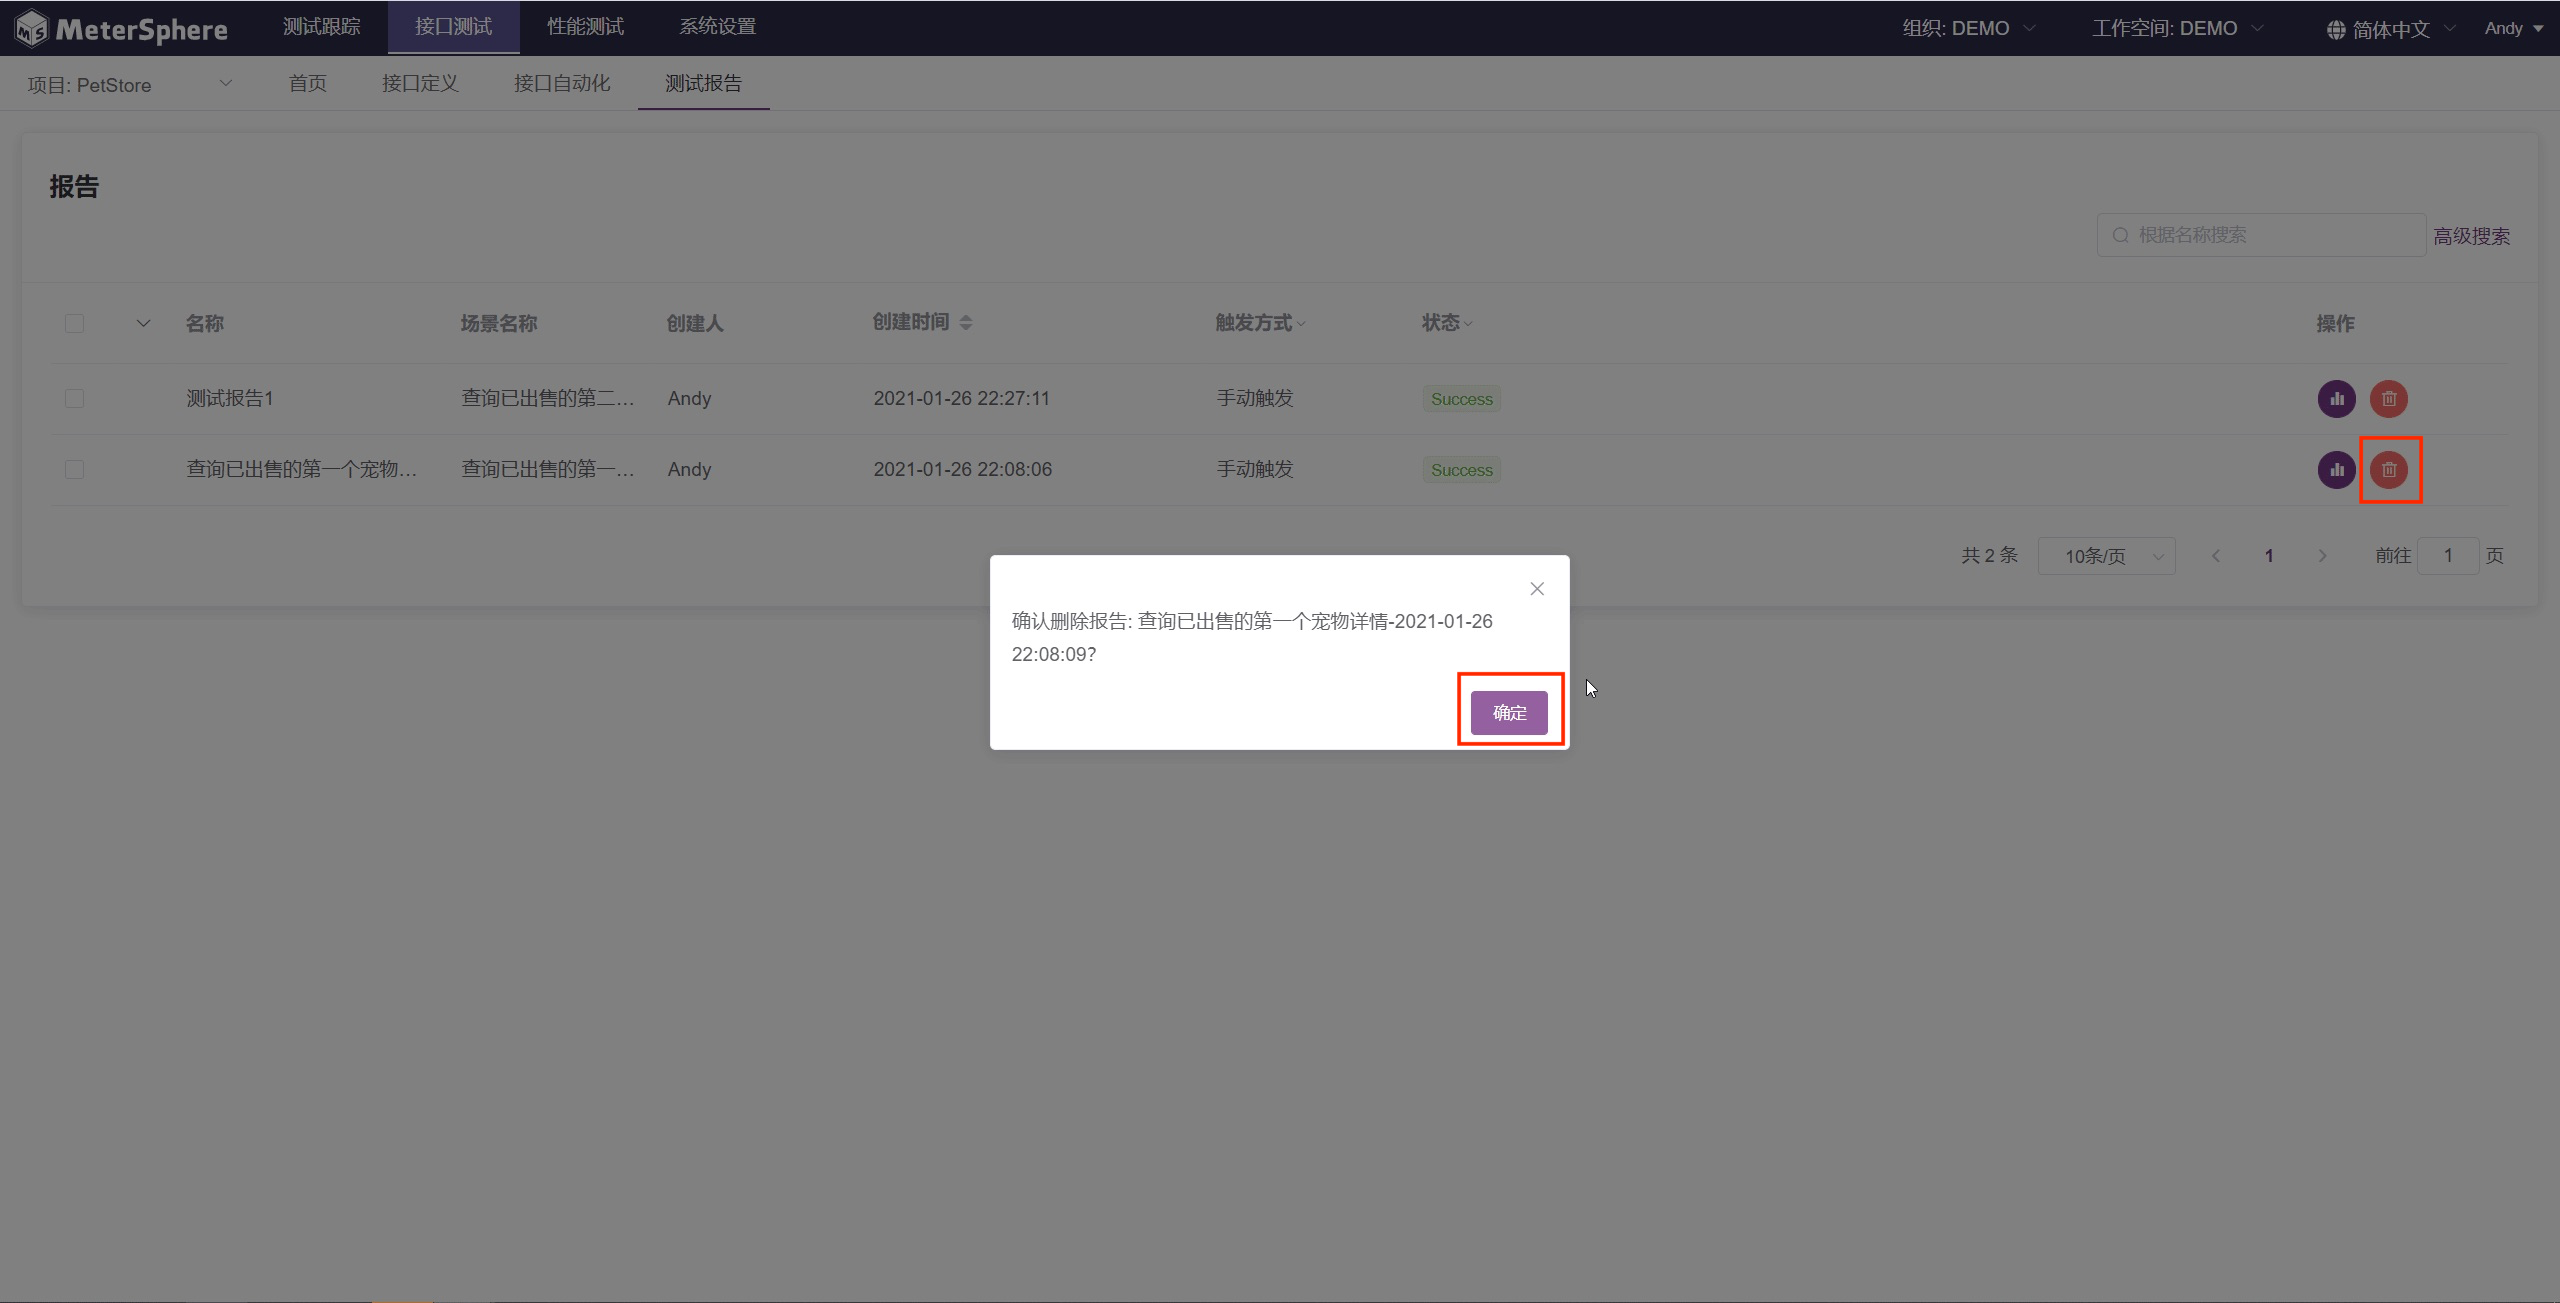 MeterSphere 测试跟踪 接口测试 性能测试 系统设置 组织: DEMO 工作空间: DEMO 简体中文 Andy
项目: PetStore 首页 接口定义 接口自动化 测试报告
报告
根据名称搜索 高级搜索
名称 场景名称 创建人 创建时间 触发方式 状态 操作
测试报告1 查询已出售的第二... Andy 2021-01-26 22:27:11 手动触发 Success
查询已出售的第一个宠物... 查询已出售的第一... Andy 2021-01-26 22:08:06 手动触发 Success
共 2 条 10条/页 1 前往 1 页
确认删除报告: 查询已出售的第一个宠物详情-2021-01-26
22:08:09?
确定